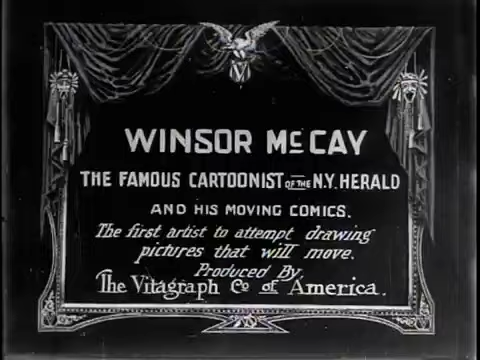 WINSOR McCAY
THE FAMOUS CARTOONIST OF THE N.Y. HERALD
AND HIS MOVING COMICS.
The first artist to attempt drawing
pictures that will move.
Produced By
The Vitagraph Co of America.